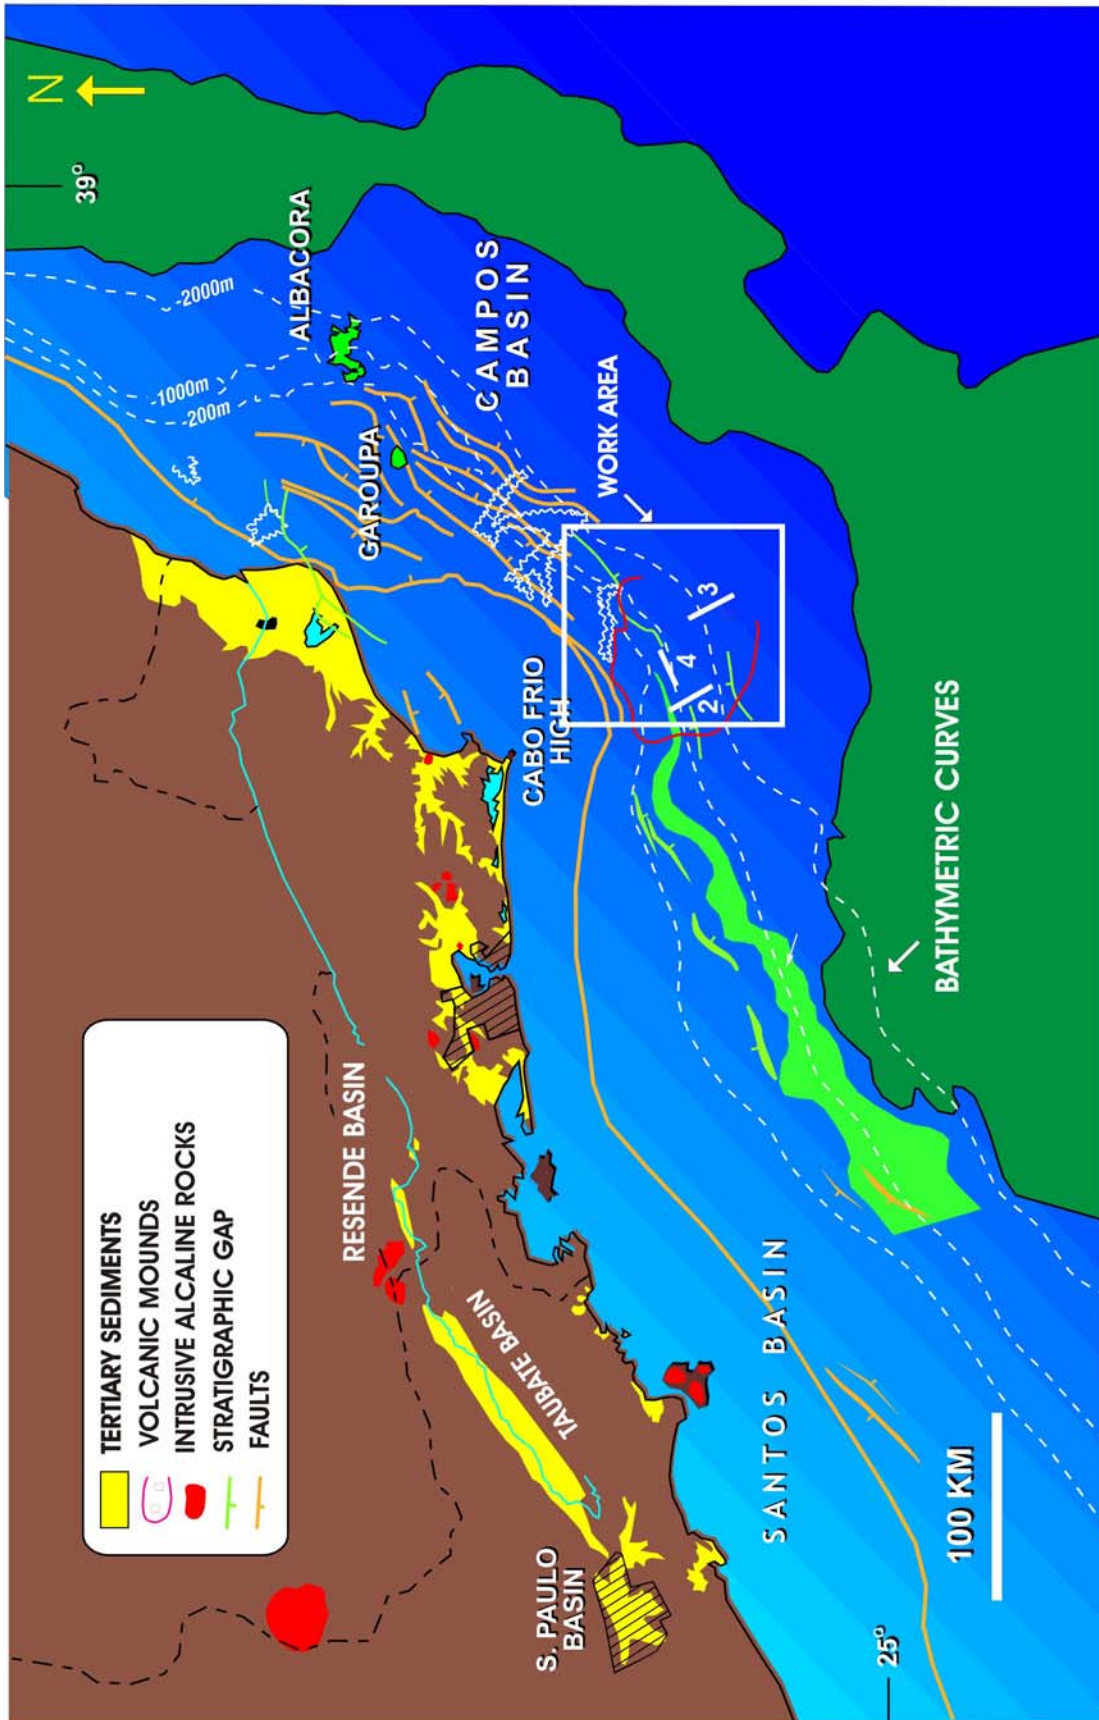 TERTIARY SEDIMENTS
VOLCANIC MOUNDS
INTRUSIVE ALCALINE ROCKS
STRATIGRAPHIC GAP
FAULTS
N
39°
ALBACORA
-2000m
-1000m
-200m
GAROUPA
CAMPOS
BASIN
RESENDE BASIN
TAUBATE BASIN
S. PAULO
BASIN
CABO FRIO
HIGH
WORK AREA
4
3
2
SANTOS BASIN
BATHYMETRIC CURVES
100 KM
25°